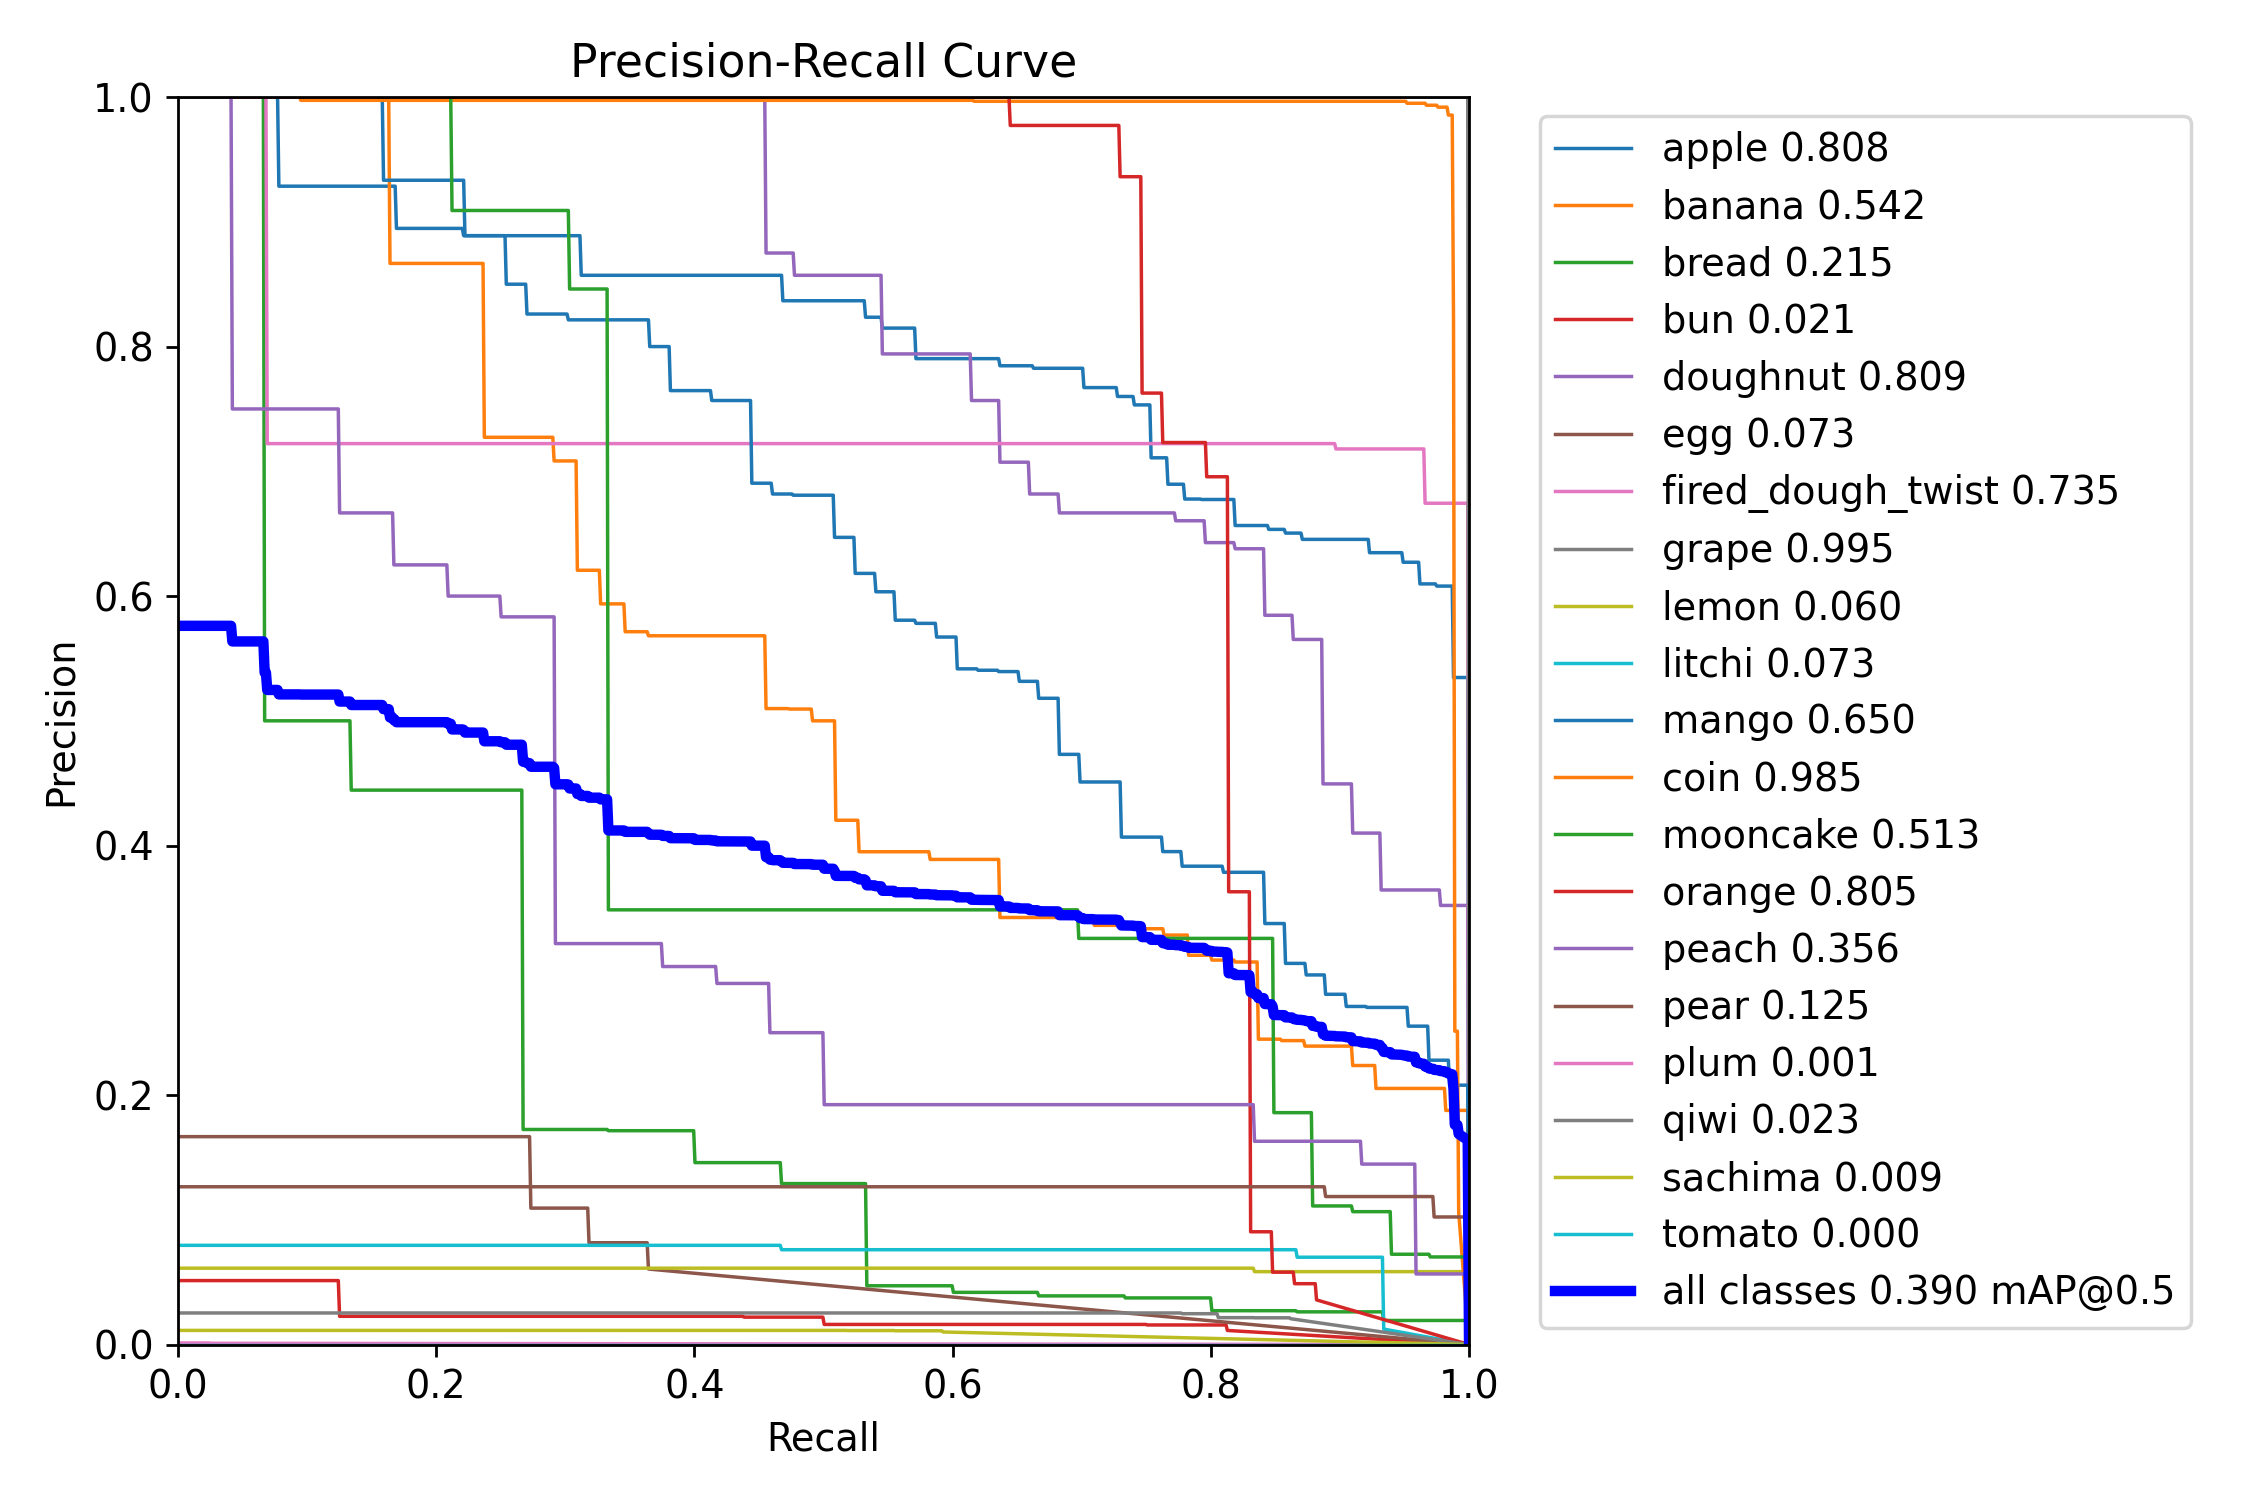 Precision-Recall Curve
1.0
0.8
0.6
0.4
0.2
0.0
Precision
0.0 0.2 0.4 0.6 0.8 1.0
Recall
apple 0.808
banana 0.542
bread 0.215
bun 0.021
doughnut 0.809
egg 0.073
fired_dough_twist 0.735
grape 0.995
lemon 0.060
litchi 0.073
mango 0.650
coin 0.985
mooncake 0.513
orange 0.805
peach 0.356
pear 0.125
plum 0.001
qiwi 0.023
sachima 0.009
tomato 0.000
all classes 0.390 mAP@0.5